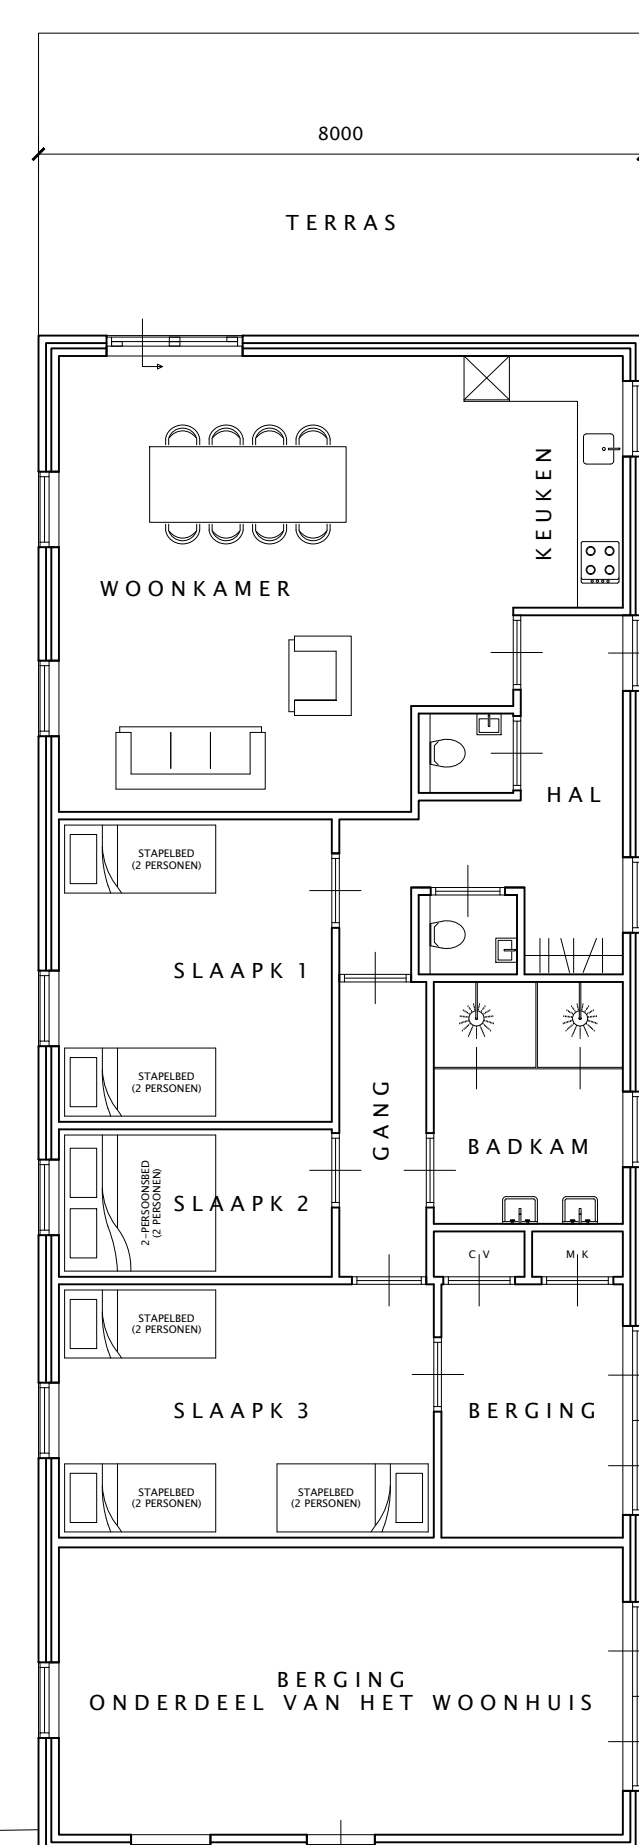 8000
TERRAS
KEUKEN
WOONKAMER
HAL
STAPELBED
(2 PERSONEN)
SLAAPK 1
STAPELBED
(2 PERSONEN)
GANG
BADKAM
2-PERSOONSBED
(2 PERSONEN)
SLAAPK 2
CV
MK
STAPELBED
(2 PERSONEN)
SLAAPK 3
BERGING
STAPELBED
(2 PERSONEN)
STAPELBED
(2 PERSONEN)
BERGING
ONDERDEEL VAN HET WOONHUIS